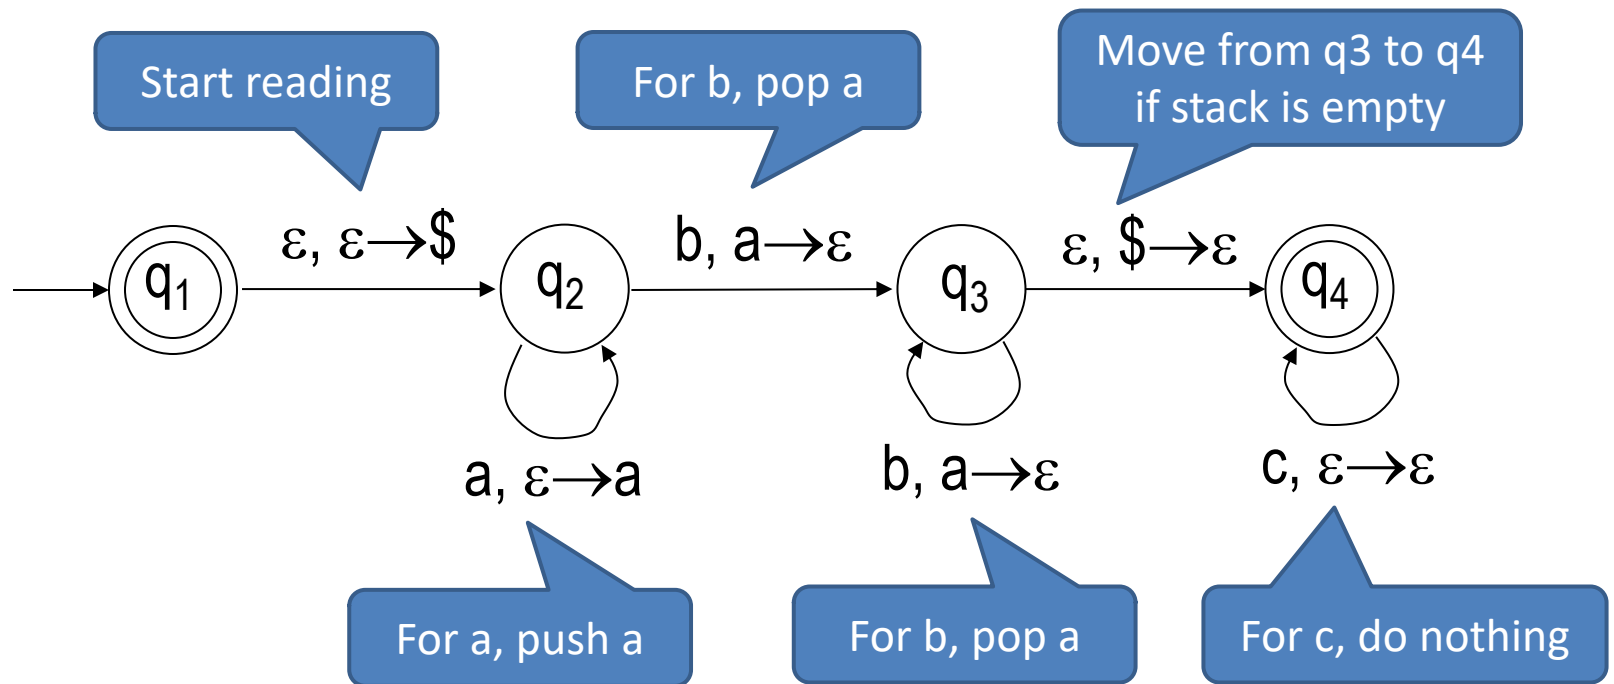 Start reading
For b, pop a
Move from q3 to q4
if stack is empty
ε, ε→$
b, a→ε
ε, $→ε
q₁
q₂
q₃
q₄
a, ε→a
b, a→ε
c, ε→ε
For a, push a
For b, pop a
For c, do nothing